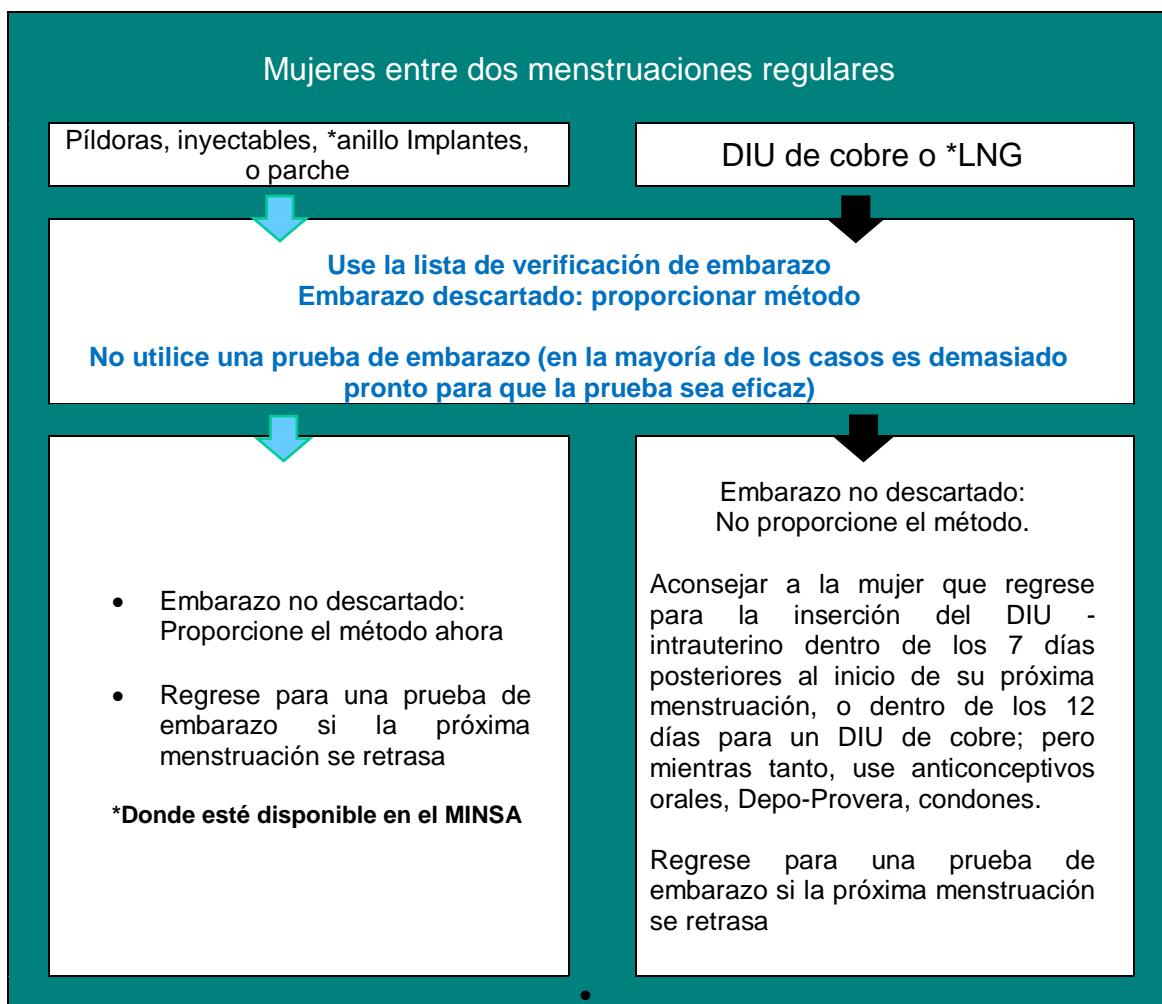 Mujeres entre dos menstruaciones regulares
Píldoras, inyectables, *anillo Implantes,
o parche
DIU de cobre o *LNG
Use la lista de verificación de embarazo
Embarazo descartado: proporcionar método
No utilice una prueba de embarazo (en la mayoría de los casos es demasiado
pronto para que la prueba sea eficaz)
• Embarazo no descartado:
Proporcione el método ahora
• Regrese para una prueba de
embarazo si la próxima
menstruación se retrasa
*Donde esté disponible en el MINSA
Embarazo no descartado:
No proporcione el método.
Aconsejar a la mujer que regrese
para la inserción del DIU -
intrauterino dentro de los 7 días
posteriores al inicio de su próxima
menstruación, o dentro de los 12
días para un DIU de cobre; pero
mientras tanto, use anticonceptivos
orales, Depo-Provera, condones.
Regrese para una prueba de
embarazo si la próxima menstruación
se retrasa
•